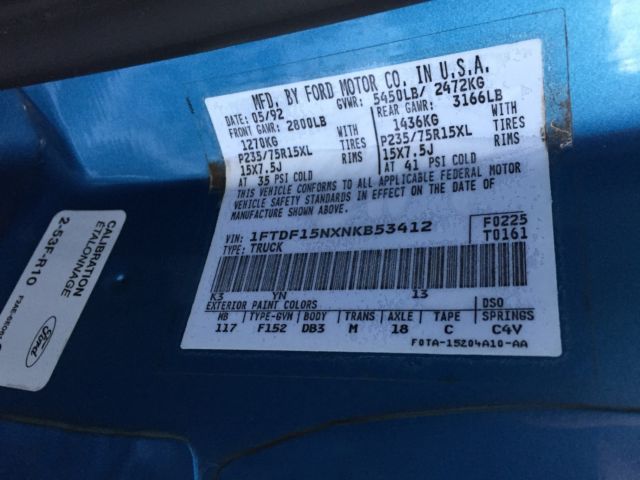 MFD. BY FORD MOTOR CO. IN U.S.A.
DATE: 05/92 GVWR: 5450LB/ 2472KG
FRONT GAWR: 2800LB REAR GAWR: 3166LB
1270KG WITH 1436KG WITH
P235/75R15XL TIRES P235/75R15XL TIRES
15X7.5J RIMS 15X7.5J RIMS
AT 35 PSI COLD AT 41 PSI COLD
THIS VEHICLE CONFORMS TO ALL APPLICABLE FEDERAL MOTOR
VEHICLE SAFETY STANDARDS IN EFFECT ON THE DATE OF
MANUFACTURE SHOWN ABOVE.
VIN: 1FTDF15NXNKB53412 F0225
TYPE: TRUCK T0161
K3 YN 13
EXTERIOR PAINT COLORS DSO
WB TYPE-GVM BODY TRANS AXLE TAPE SPRINGS
117 F152 DB3 M 18 C C4V
F0TA-15204A10-AA
CALIBRATION
ETALONNAGE
2-53F-R10
Ford